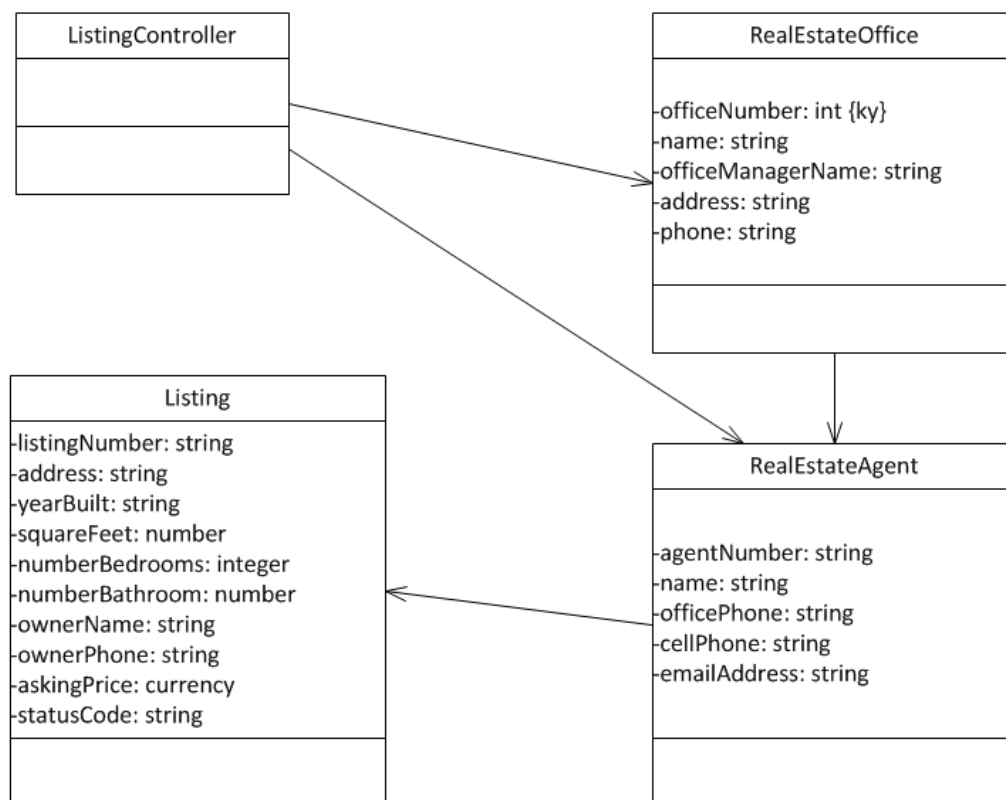 ListingController
RealEstateOffice
-officeNumber: int {ky}
-name: string
-officeManagerName: string
-address: string
-phone: string
Listing
-listingNumber: string
-address: string
-yearBuilt: string
-squareFeet: number
-numberBedrooms: integer
-numberBathroom: number
-ownerName: string
-ownerPhone: string
-askingPrice: currency
-statusCode: string
RealEstateAgent
-agentNumber: string
-name: string
-officePhone: string
-cellPhone: string
-emailAddress: string